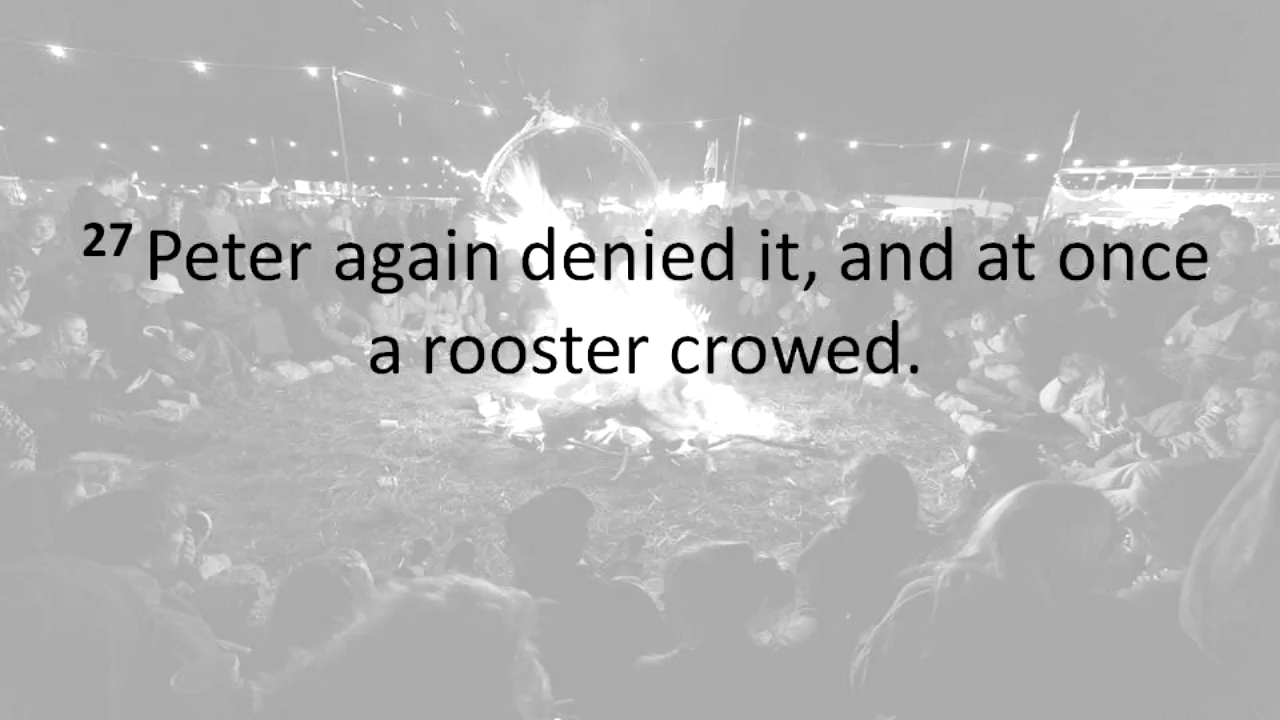 27 Peter again denied it, and at once
a rooster crowed.